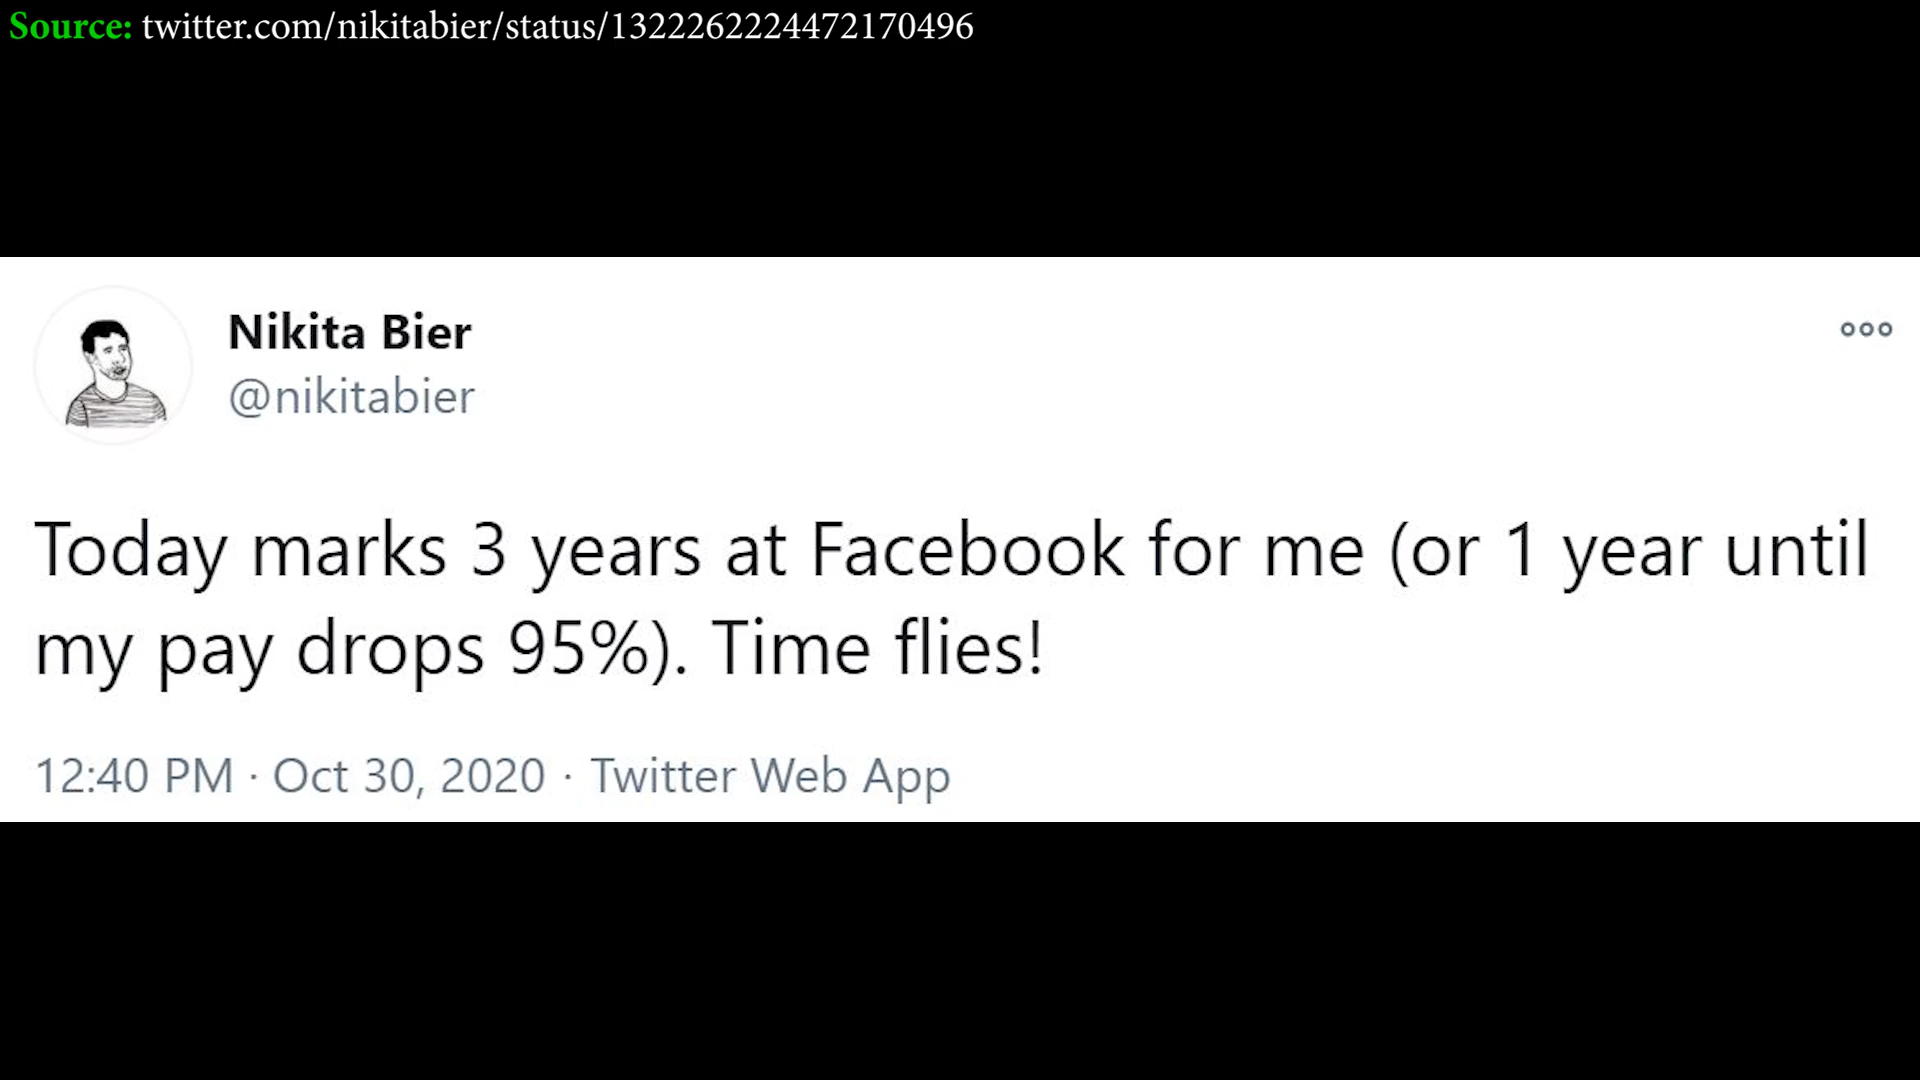 Source: twitter.com/nikitabier/status/1322262224472170496
Nikita Bier
@nikitabier
Today marks 3 years at Facebook for me (or 1 year until
my pay drops 95%). Time flies!
12:40 PM · Oct 30, 2020 · Twitter Web App